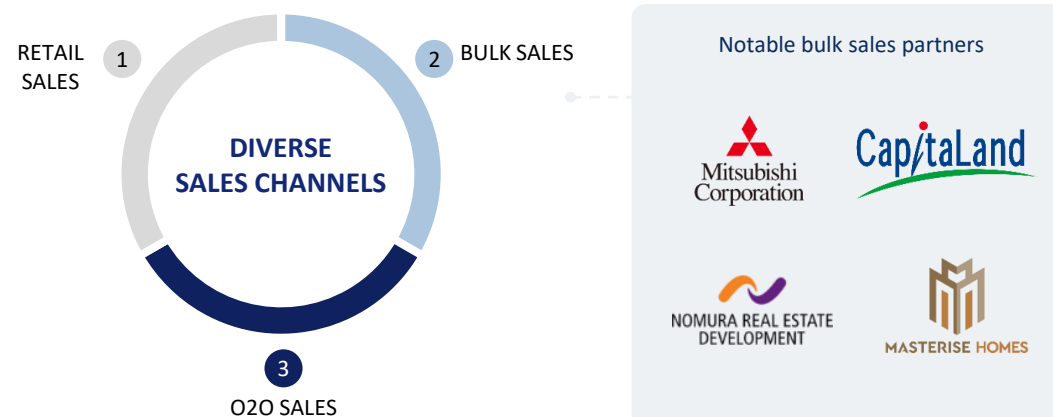 RETAIL
SALES
1
2
BULK SALES
DIVERSE
SALES CHANNELS
3
O2O SALES
Notable bulk sales partners
Mitsubishi
Corporation
CapitaLand
NOMURA REAL ESTATE
DEVELOPMENT
MASTERISE HOMES